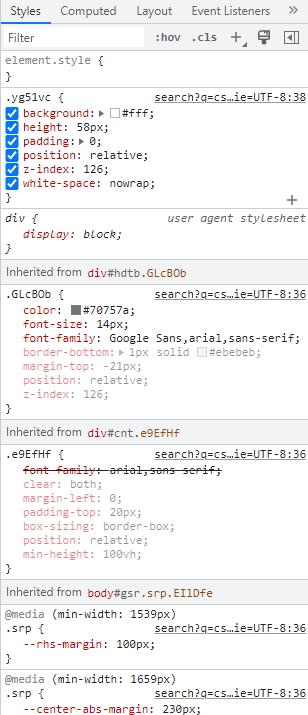 Styles Computed Layout Event Listeners »
Filter :hov .cls +
element.style {
}
.yg51vc { search?q=cs…ie=UTF-8:38
background: #fff;
height: 58px;
padding: 0;
position: relative;
z-index: 126;
white-space: nowrap;
}
div { user agent stylesheet
display: block;
}
Inherited from div#hdtb.GLcBOb
.GLcBOb { search?q=cs…ie=UTF-8:36
color: #70757a;
font-size: 14px;
font-family: Google Sans,arial,sans-serif;
border-bottom: 1px solid #ebebeb;
margin-top: -21px;
position: relative;
z-index: 126;
}
Inherited from div#cnt.e9EfHf
.e9EfHf { search?q=cs…ie=UTF-8:36
font-family: arial,sans-serif;
clear: both;
margin-left: 0;
padding-top: 20px;
box-sizing: border-box;
position: relative;
min-height: 100vh;
}
Inherited from body#gsr.srp.EIlDfe
@media (min-width: 1539px)
.srp { search?q=cs…ie=UTF-8:36
--rhs-margin: 100px;
}
@media (min-width: 1659px)
.srp { search?q=cs…ie=UTF-8:36
--center-abs-margin: 230px;